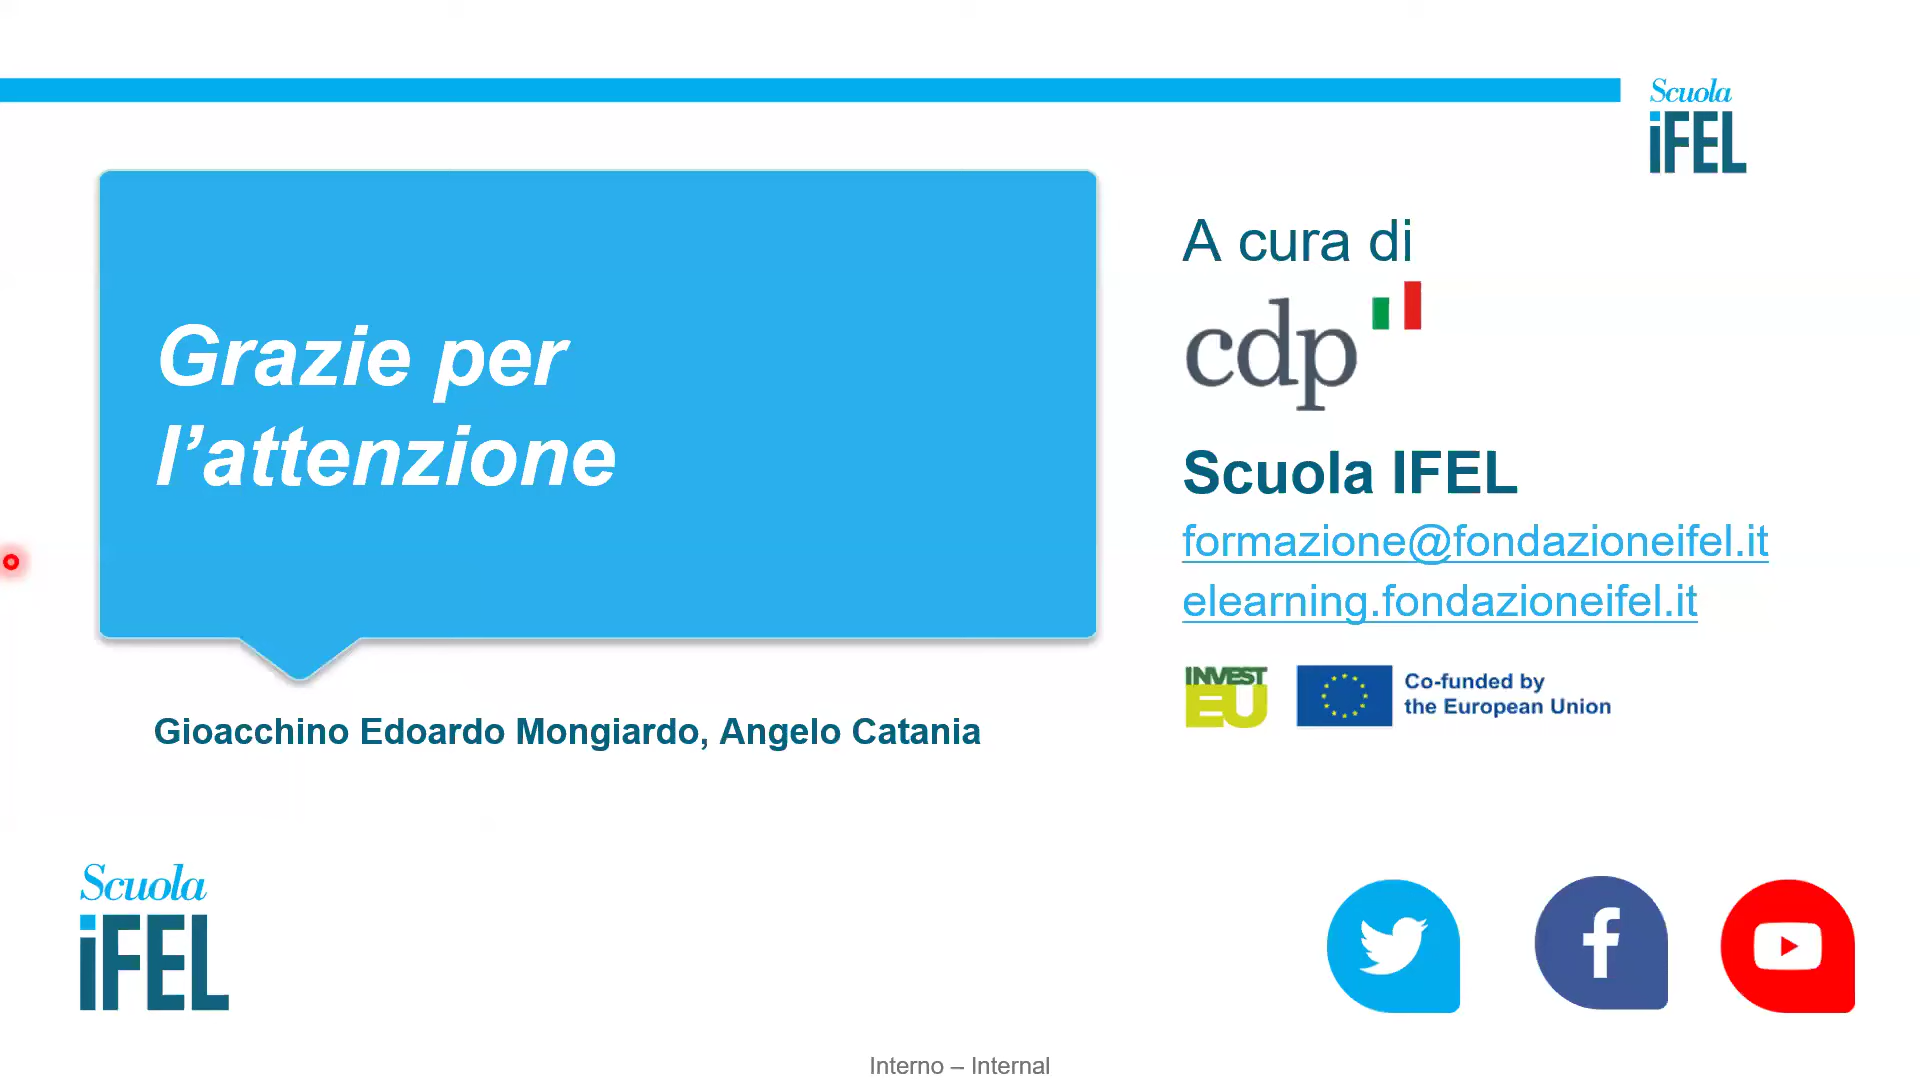 Scuola
iFEL
Grazie per
l’attenzione
A cura di
cdp
Scuola IFEL
formazione@fondazioneifel.it
elearning.fondazioneifel.it
INVEST
EU
Co-funded by
the European Union
Gioacchino Edoardo Mongiardo, Angelo Catania
Scuola
iFEL
Interno – Internal